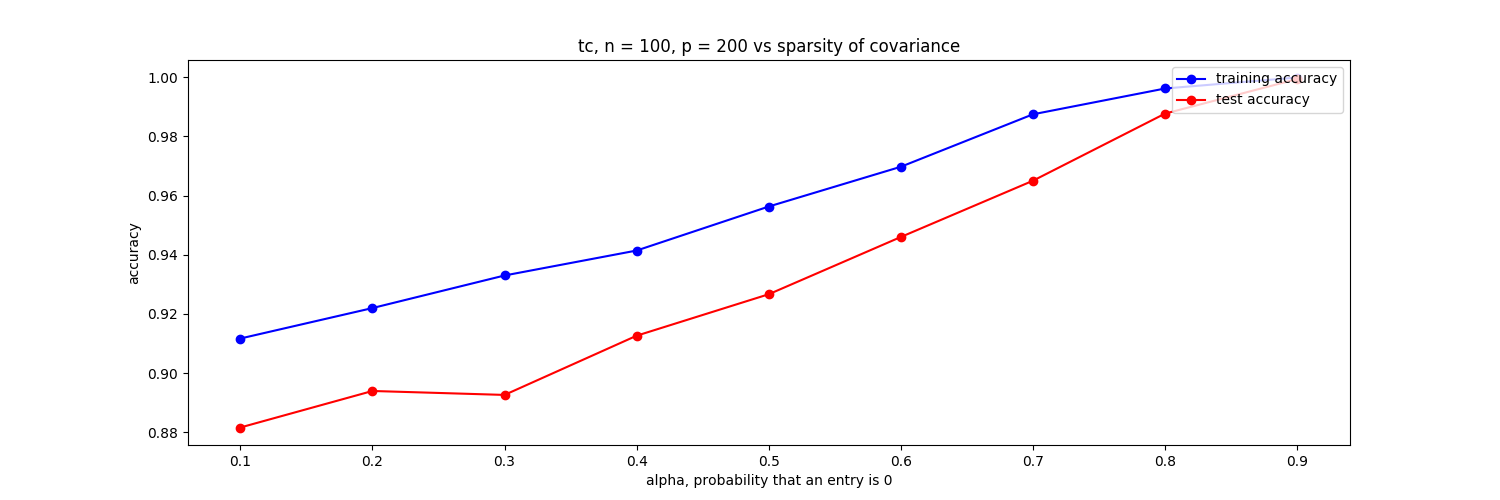 tc, n = 100, p = 200 vs sparsity of covariance
training accuracy
test accuracy
1.00
0.98
0.96
0.94
0.92
0.90
0.88
accuracy
0.1 0.2 0.3 0.4 0.5 0.6 0.7 0.8 0.9
alpha, probability that an entry is 0